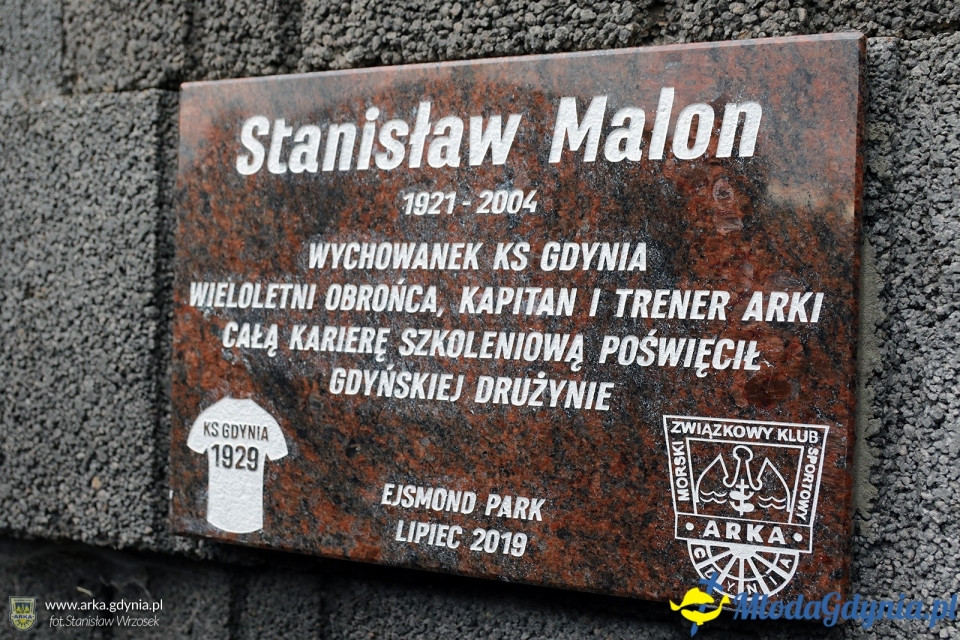 Stanisław Malon
1921 - 2004
WYCHOWANEK KS GDYNIA
WIELOLETNI OBROŃCA, KAPITAN I TRENER ARKI
CAŁĄ KARIERĘ SZKOLENIOWĄ POŚWIĘCIŁ
GDYŃSKIEJ DRUŻYNIE
KS GDYNIA
1929
EJSMOND PARK
LIPIEC 2019
MORSKI
ZWIĄZKOWY KLUB
SPORTOWY
· ARKA ·
GDYNIA
ARKA
www.arka.gdynia.pl
fot. Stanisław Wrzosek
MłodaGdynia.pl